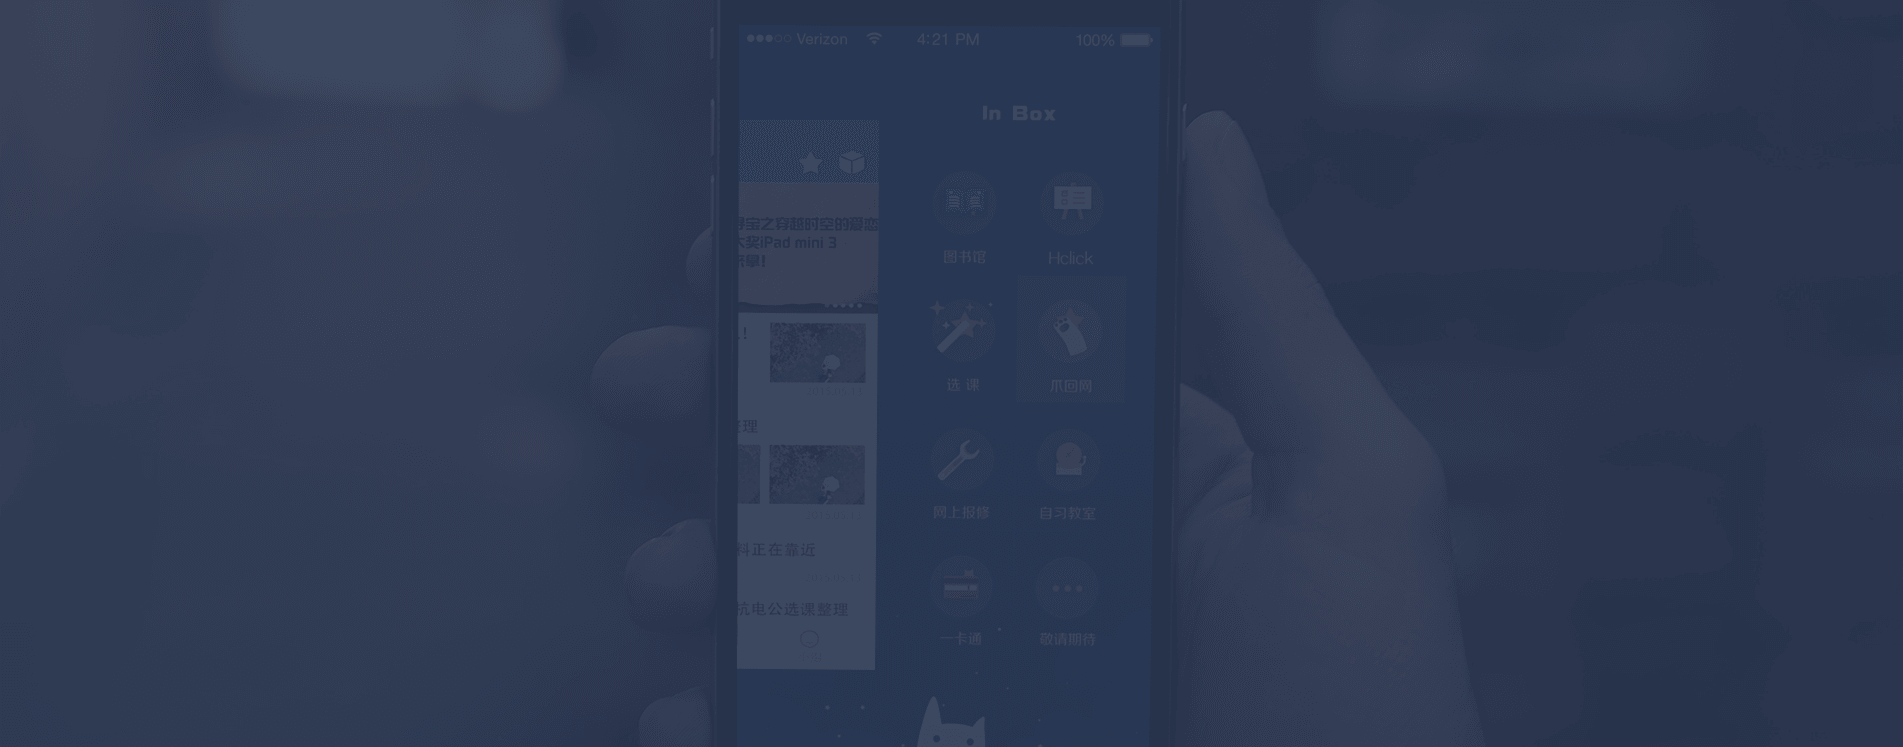 Verizon 4:21 PM 100%
In Box
寻宝之穿越时空的爱恋
大奖iPad mini 3
来拿!
图书馆 Hclick
!
选课 木回网
整理
网上报修 自习教室
正在靠近
杭电公选课整理
一卡通 敬请期待